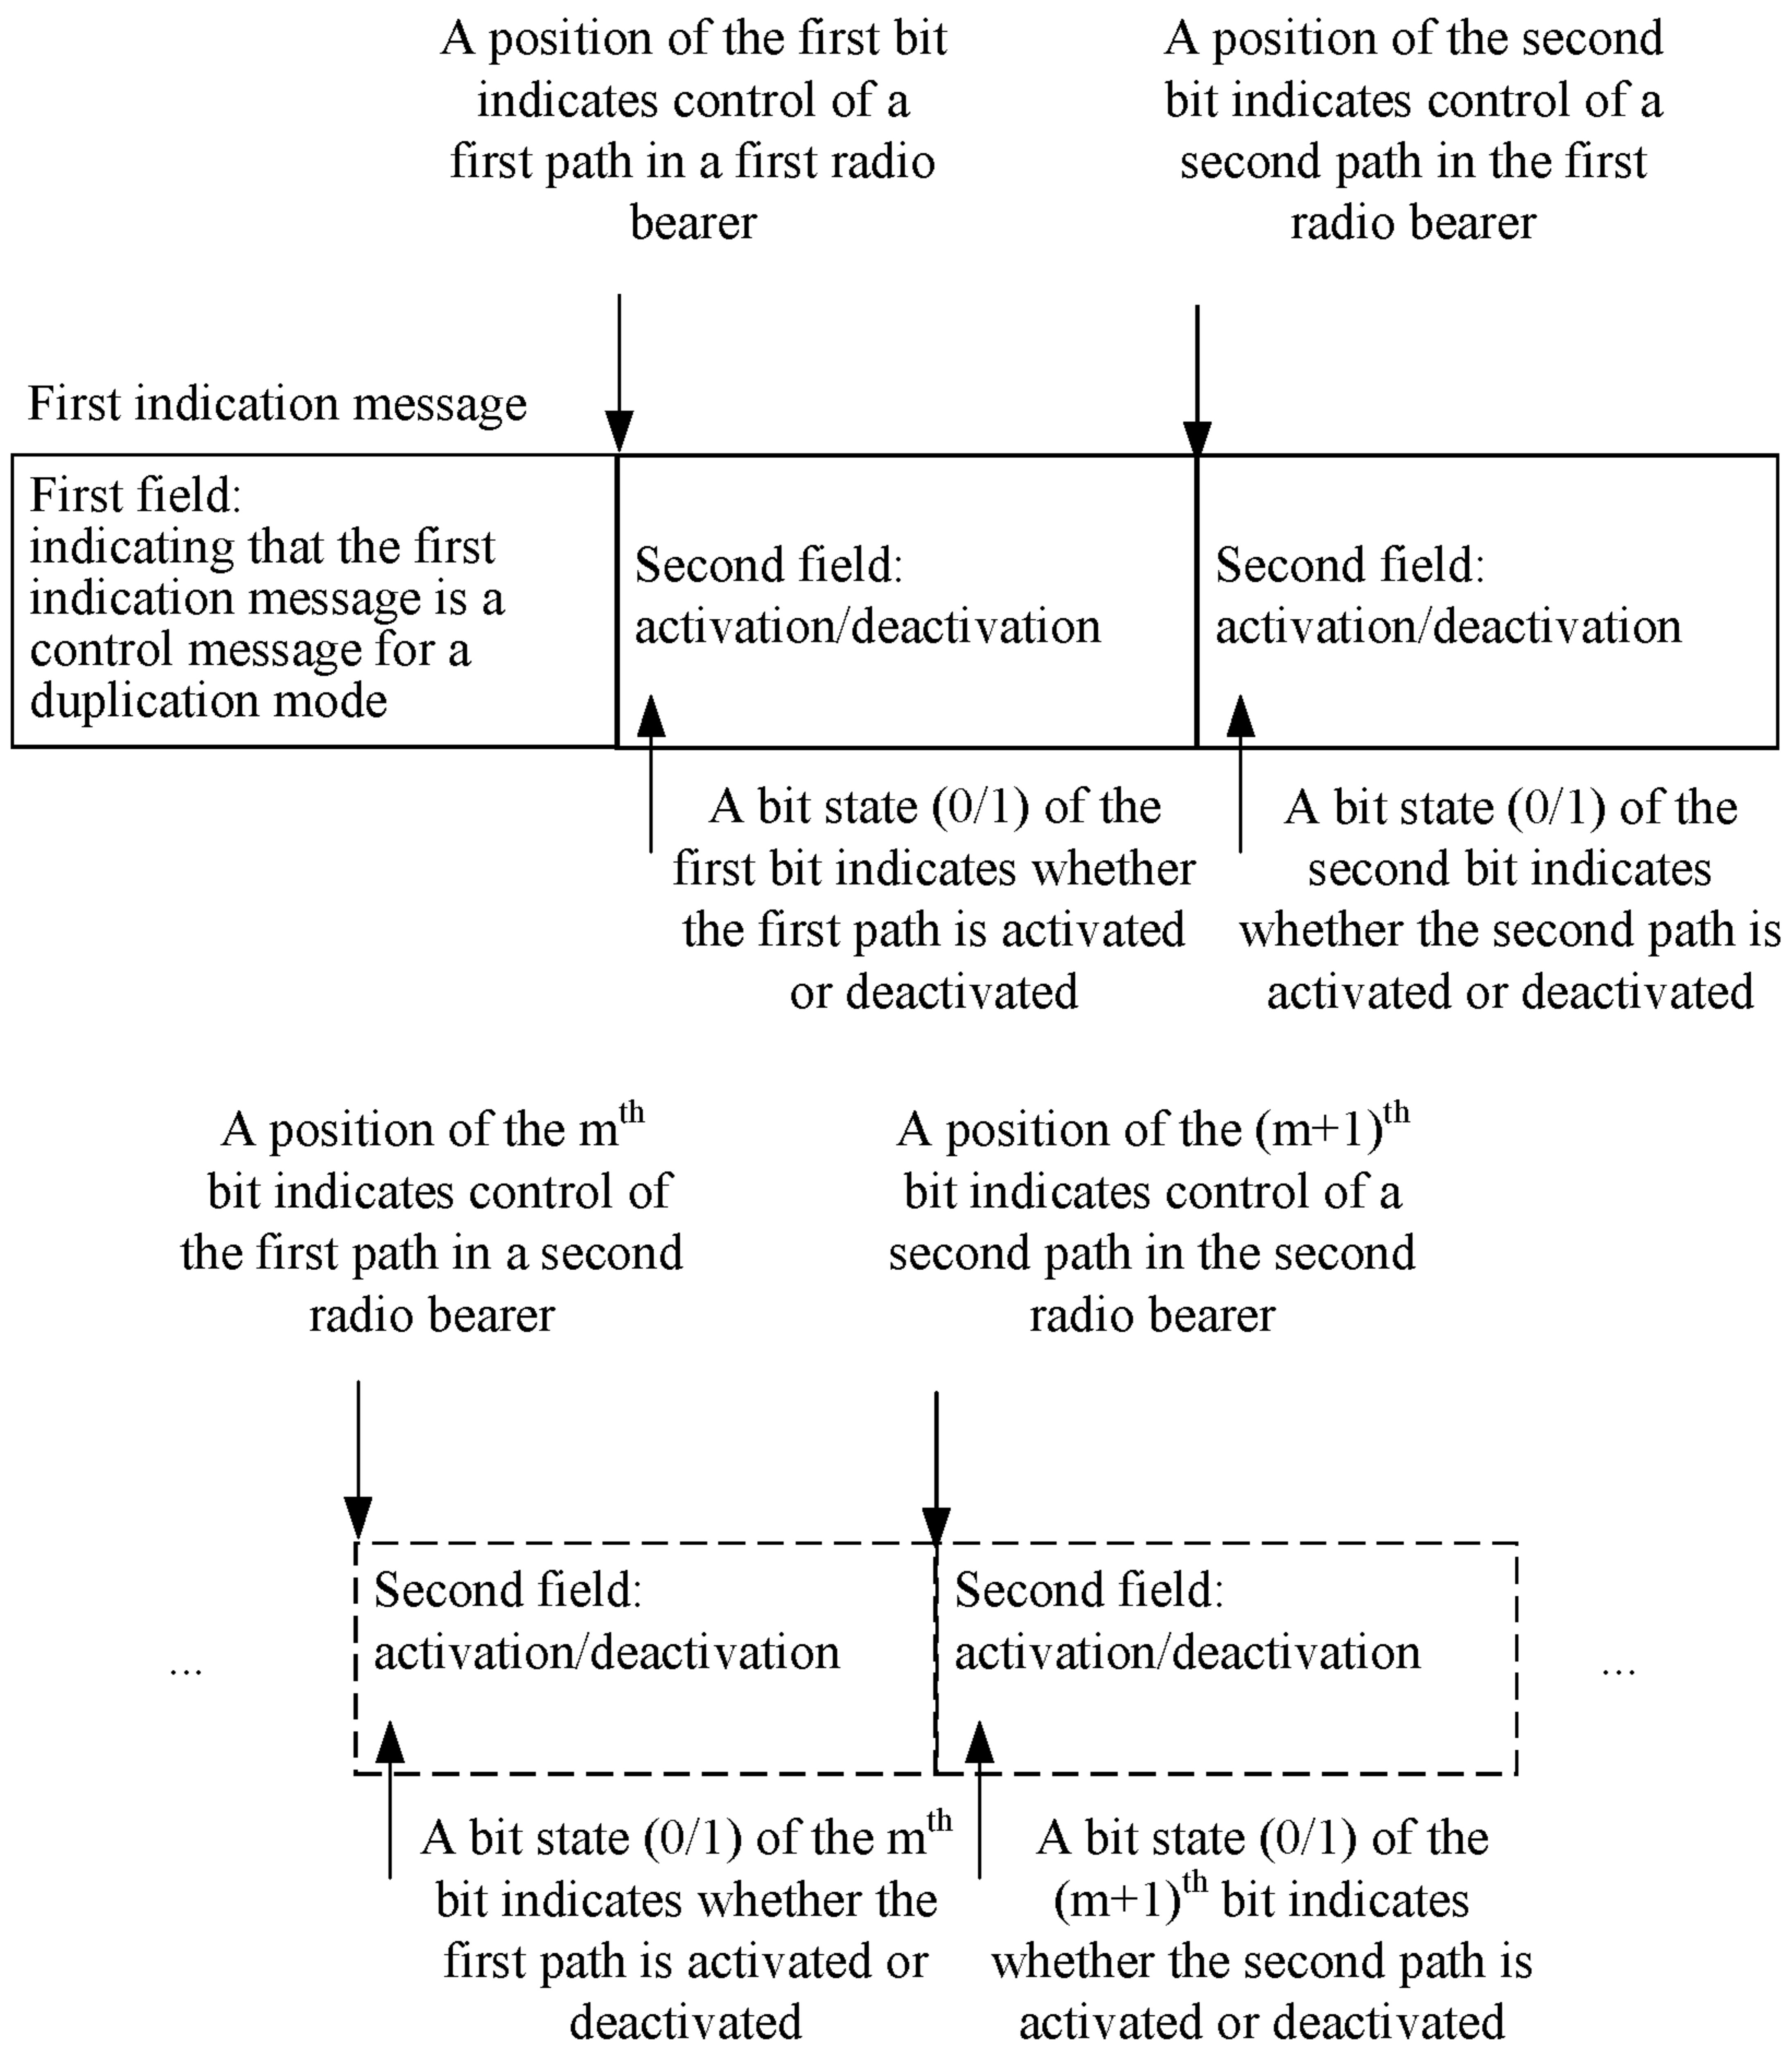 A position of the first bit
indicates control of a
first path in a first radio
bearer
A position of the second
bit indicates control of a
second path in the first
radio bearer
First indication message
First field:
indicating that the first
indication message is a
control message for a
duplication mode
Second field:
activation/deactivation
Second field:
activation/deactivation
A bit state (0/1) of the
first bit indicates whether
the first path is activated
or deactivated
A bit state (0/1) of the
second bit indicates
whether the second path is
activated or deactivated
A position of the mth
bit indicates control of
the first path in a second
radio bearer
A position of the (m+1)th
bit indicates control of a
second path in the second
radio bearer
...
Second field:
activation/deactivation
Second field:
activation/deactivation
...
A bit state (0/1) of the mth
bit indicates whether the
first path is activated or
deactivated
A bit state (0/1) of the
(m+1)th bit indicates
whether the second path is
activated or deactivated